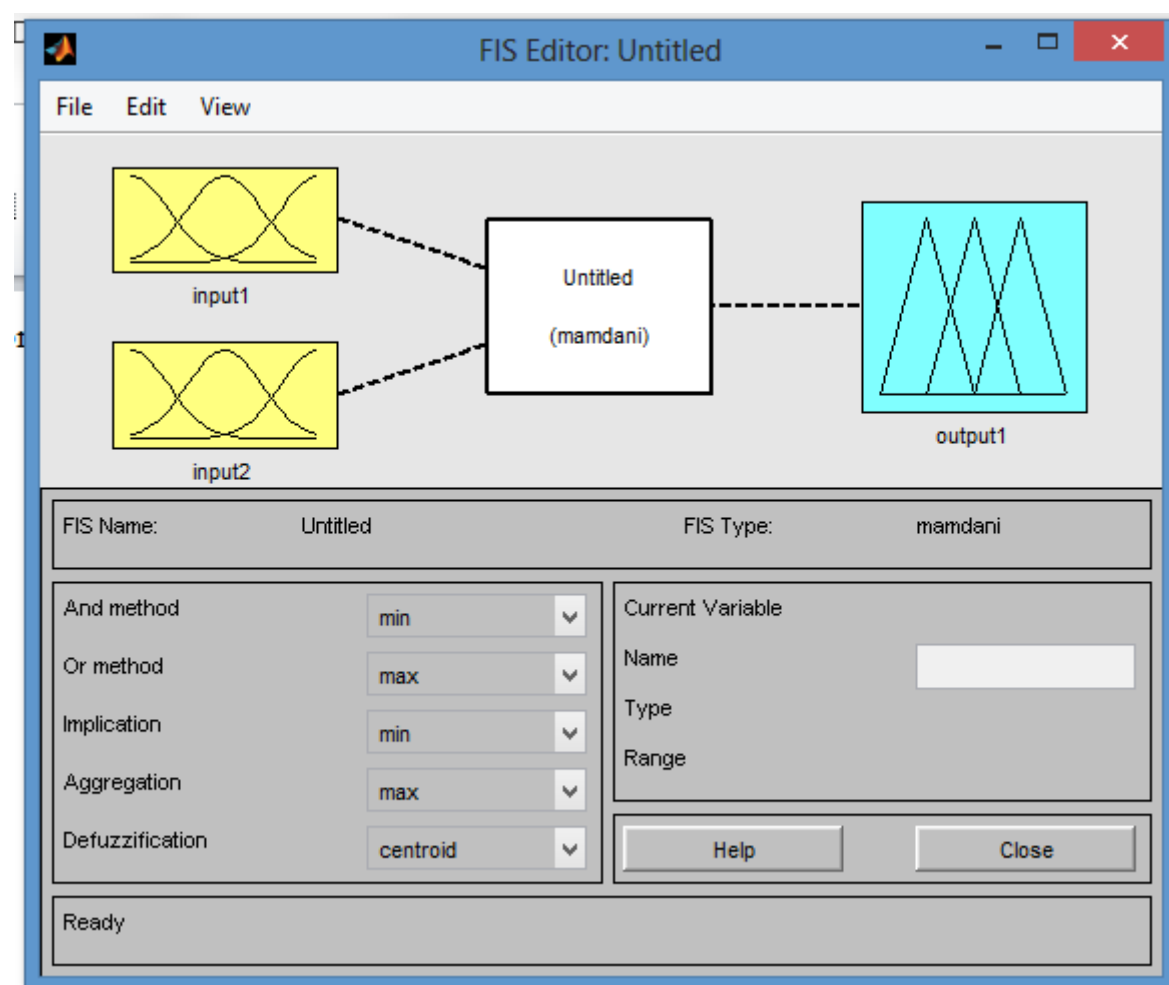 FIS Editor: Untitled
File Edit View
input1
input2
Untitled
(mamdani)
output1
FIS Name: Untitled FIS Type: mamdani
And method min
Or method max
Implication min
Aggregation max
Defuzzification centroid
Current Variable
Name
Type
Range
Help Close
Ready